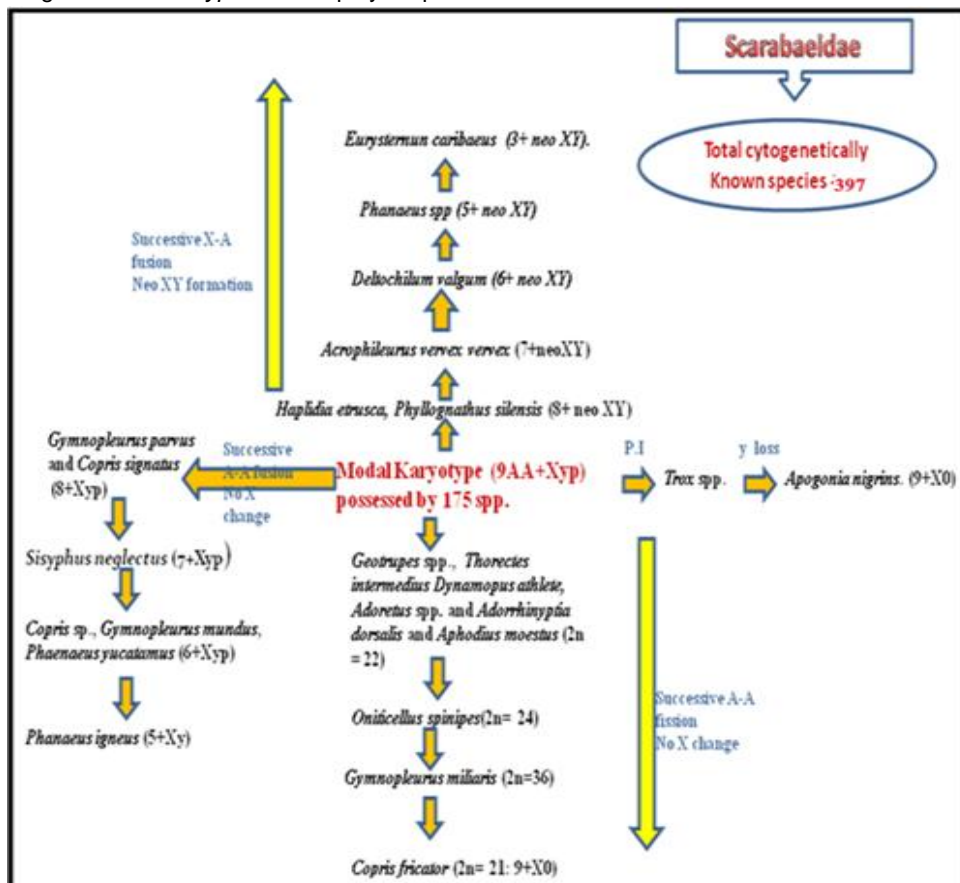 Scarabaeidae
Total cytogenetically
Known species -397
Eurysternun caribaeus (3+ neo XY).
Phanaeus spp (5+ neo XY)
Successive X-A
fusion
Neo XY formation
Deltochilum valgum (6+ neo XY)
Acrophileurus vervex vervex (7+neoXY)
Haplidia etrusca, Phyllognathus silensis (8+ neo XY)
Gymnopleurus parvus
and Copris signatus
(8+Xyp)
Successive
A-A fusion
No X
change
Modal Karyotype (9AA+Xyp)
possessed by 175 spp.
P.I
Trox spp.
y loss
Apogonia nigrins. (9+X0)
Sisyphus neglectus (7+Xyp)
Copris sp., Gymnopleurus mundus,
Phaenaeus yucatamus (6+Xyp)
Phanaeus igneus (5+Xy)
Geotrupes spp., Thorectes
intermedius Dynamopus athlete,
Adoretus spp. and Adorrhinyptia
dorsalis and Aphodius moestus (2n
= 22)
Oniticellus spinipes(2n= 24)
Gymnopleurus miliaris (2n=36)
Copris fricator (2n= 21: 9+X0)
Successive A-A
fission
No X change